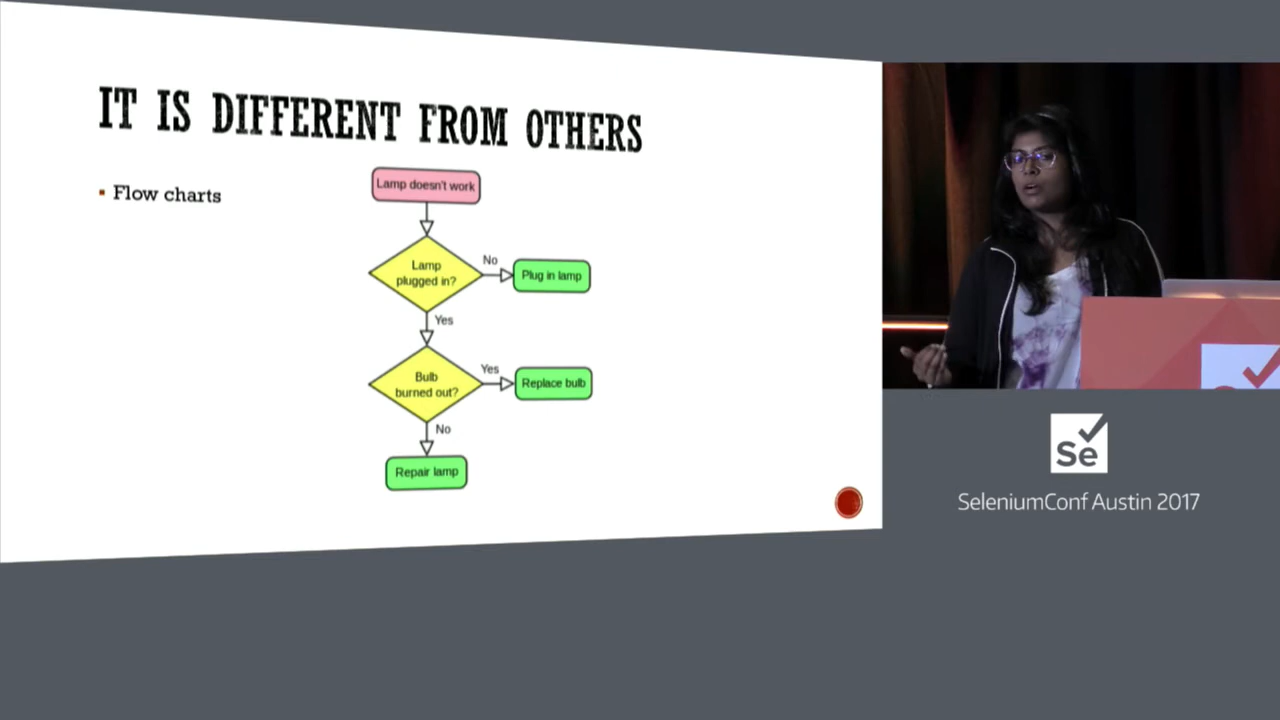 IT IS DIFFERENT FROM OTHERS
Flow charts
Lamp doesn't work
Lamp
plugged in?
No
Plug in lamp
Yes
Bulb
burned out?
Yes
Replace bulb
No
Repair lamp
Se
SeleniumConf Austin 2017